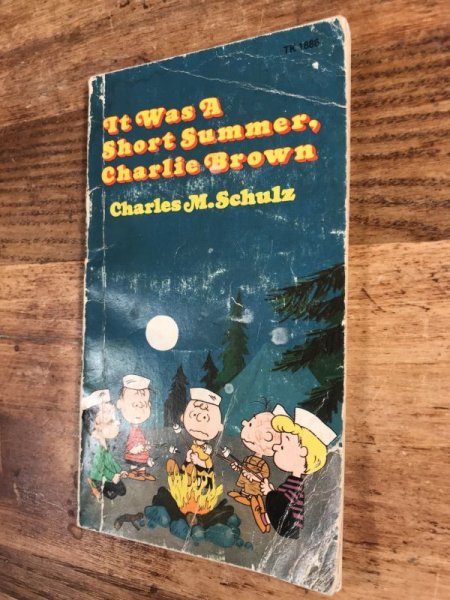 TK 1886
It Was A
Short Summer,
Charlie Brown
Charles M. Schulz